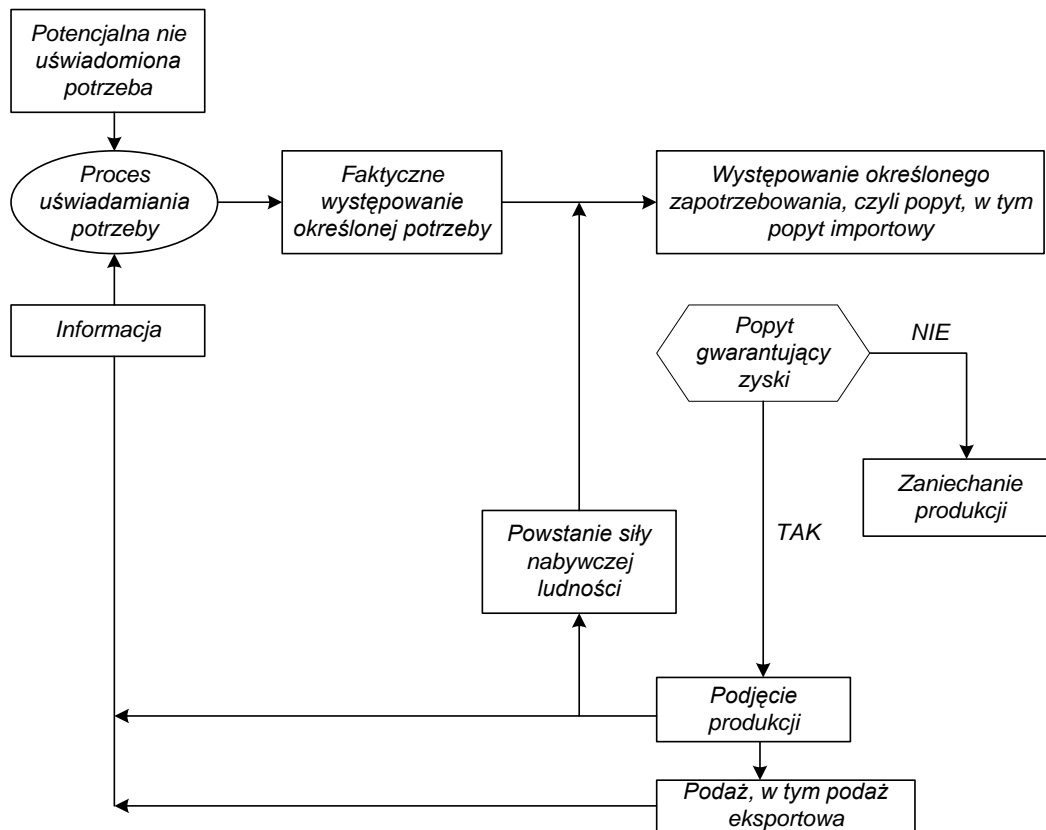 Potencjalna nie
uświadomiona
potrzeba
Proces
uświadamiania
potrzeby
Faktyczne
występowanie
określonej potrzeby
Występowanie określonego
zapotrzebowania, czyli popyt, w tym
popyt importowy
Informacja
Popyt
gwarantujący
zyski
NIE
Zaniechanie
produkcji
Powstanie siły
nabywczej
ludności
TAK
Podjęcie
produkcji
Podaż, w tym podaż
eksportowa